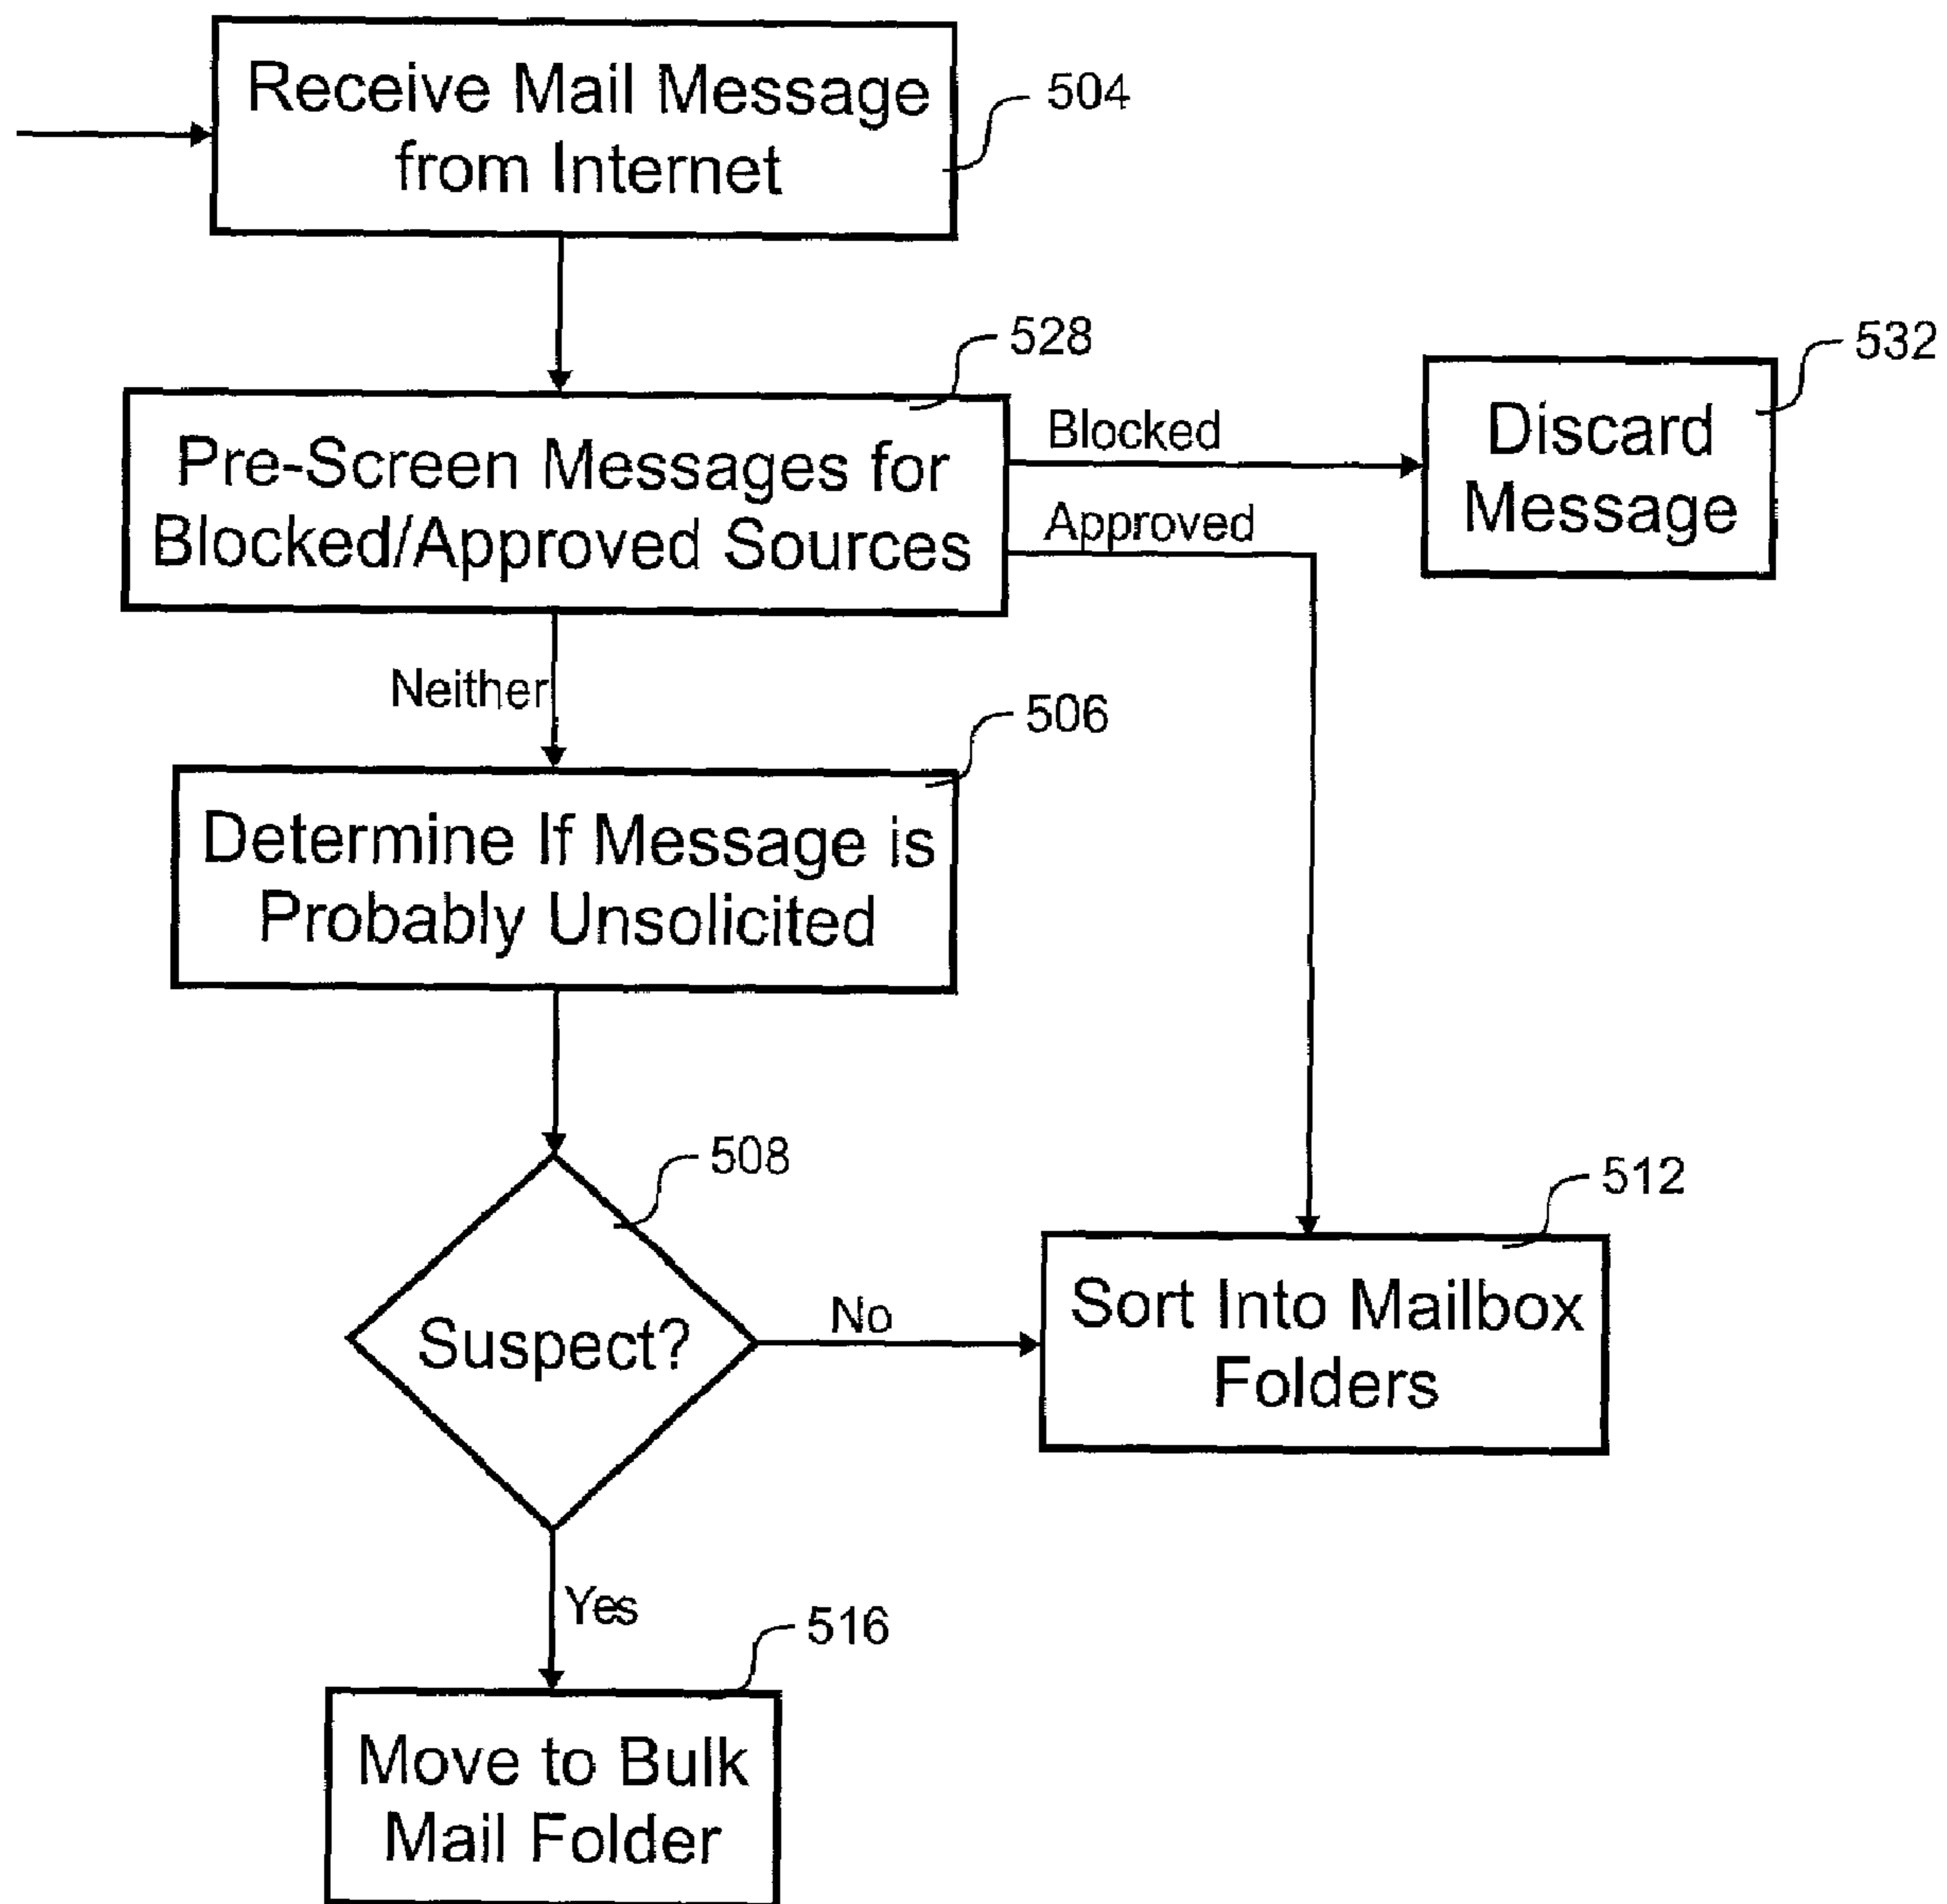 Receive Mail Message
from Internet
504
528
Pre-Screen Messages for
Blocked/Approved Sources
Blocked
Approved
532
Discard
Message
Neither
506
Determine If Message is
Probably Unsolicited
508
Suspect?
No
512
Sort Into Mailbox
Folders
Yes
516
Move to Bulk
Mail Folder